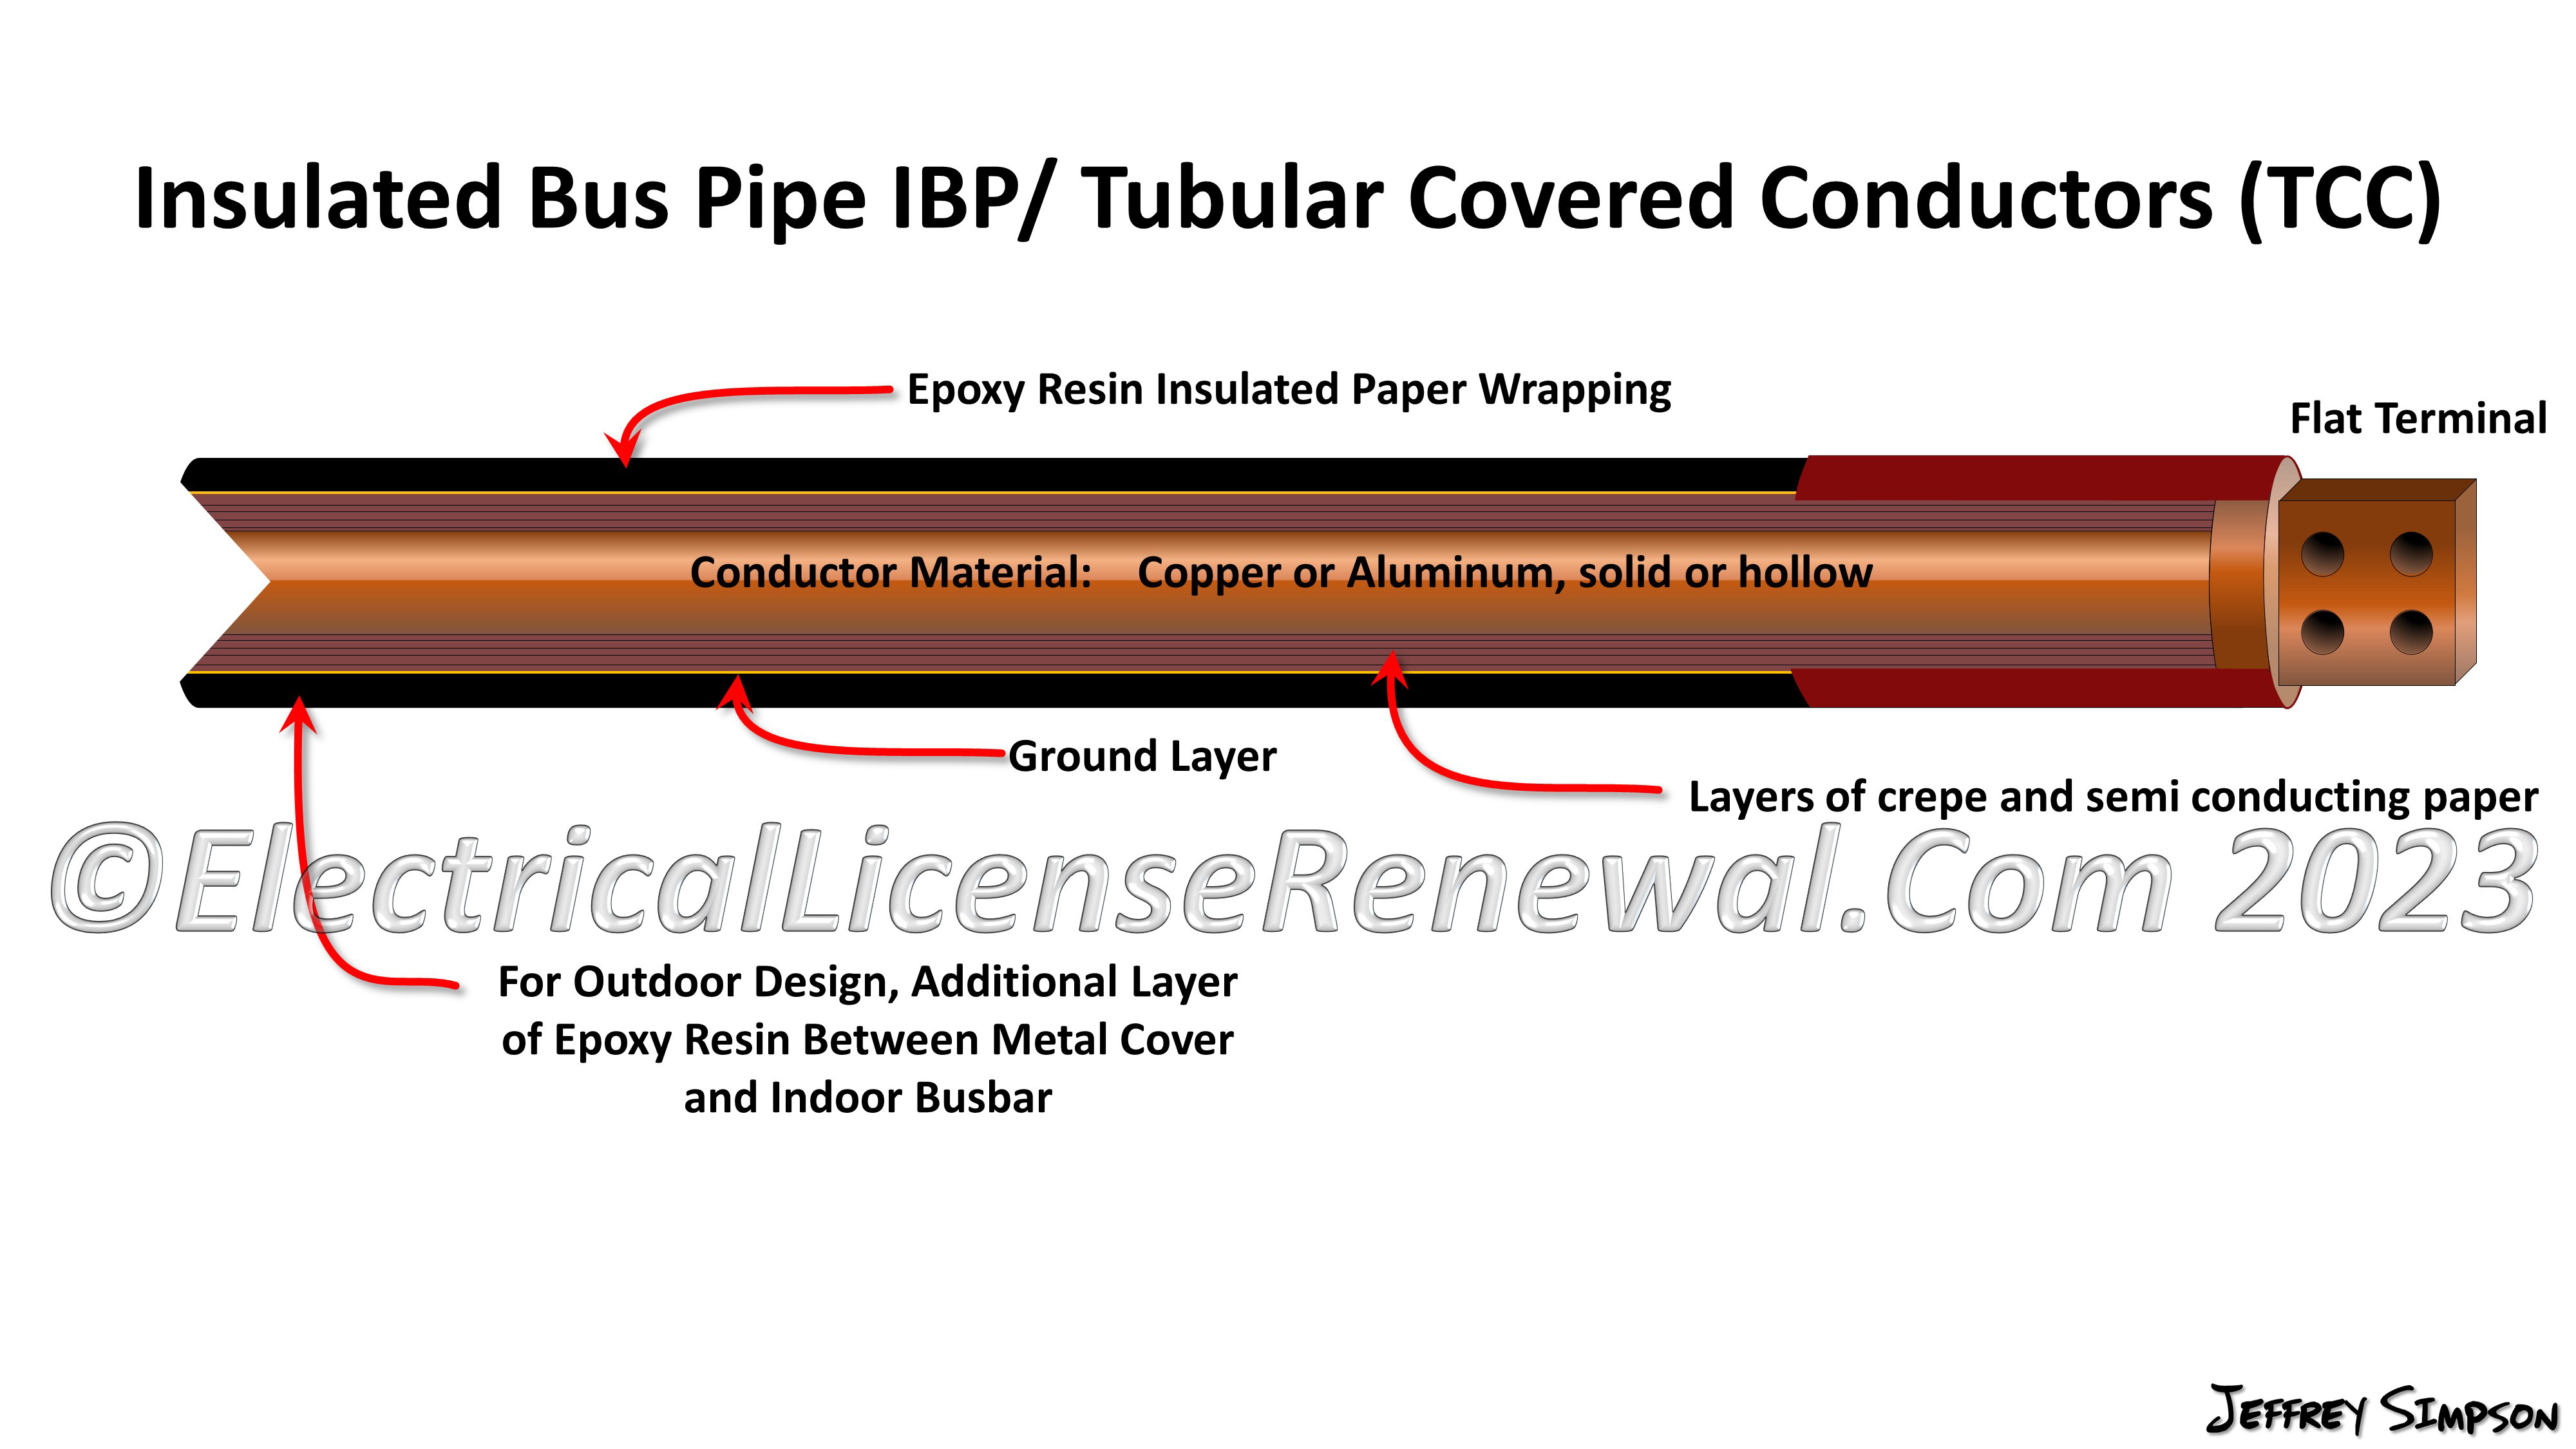 Insulated Bus Pipe IBP/ Tubular Covered Conductors (TCC)
Epoxy Resin Insulated Paper Wrapping
Flat Terminal
Conductor Material: Copper or Aluminum, solid or hollow
Ground Layer
Layers of crepe and semi conducting paper
©ElectricalLicenseRenewal.Com 2023
For Outdoor Design, Additional Layer
of Epoxy Resin Between Metal Cover
and Indoor Busbar
Jeffrey Simpson